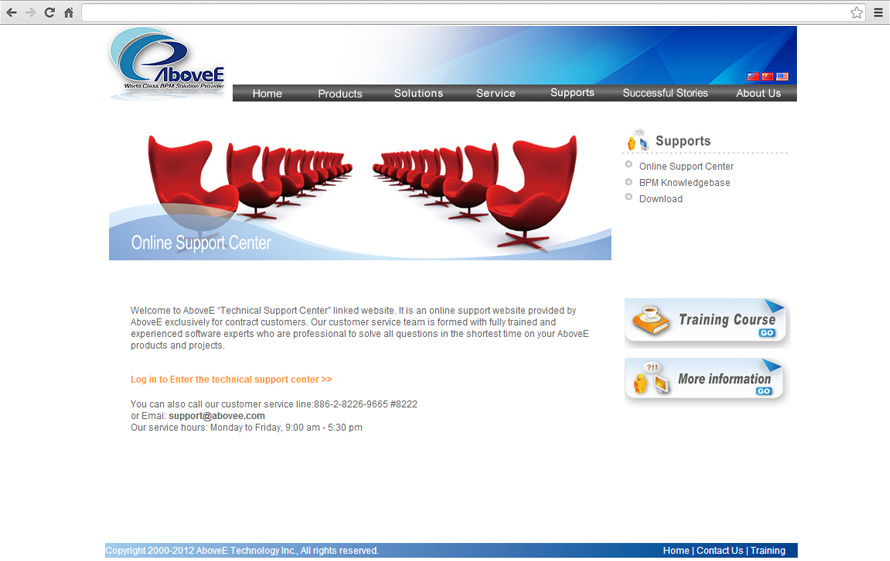 AboveE
World Class BPM Solution Provider
Home Products Solutions Service Supports Successful Stories About Us
Online Support Center
Supports
Online Support Center
BPM Knowledgebase
Download
Welcome to AboveE “Technical Support Center” linked website. It is an online support website provided by
AboveE exclusively for contract customers. Our customer service team is formed with fully trained and
experienced software experts who are professional to solve all questions in the shortest time on your AboveE
products and projects.
Log in to Enter the technical support center >>
You can also call our customer service line:886-2-8226-9665 #8222
or Emai: support@abovee.com
Our service hours: Monday to Friday, 9:00 am - 5:30 pm
Training Course
GO
?!!
More information
GO
Copyright 2000-2012 AboveE Technology Inc., All rights reserved.
Home | Contact Us | Training